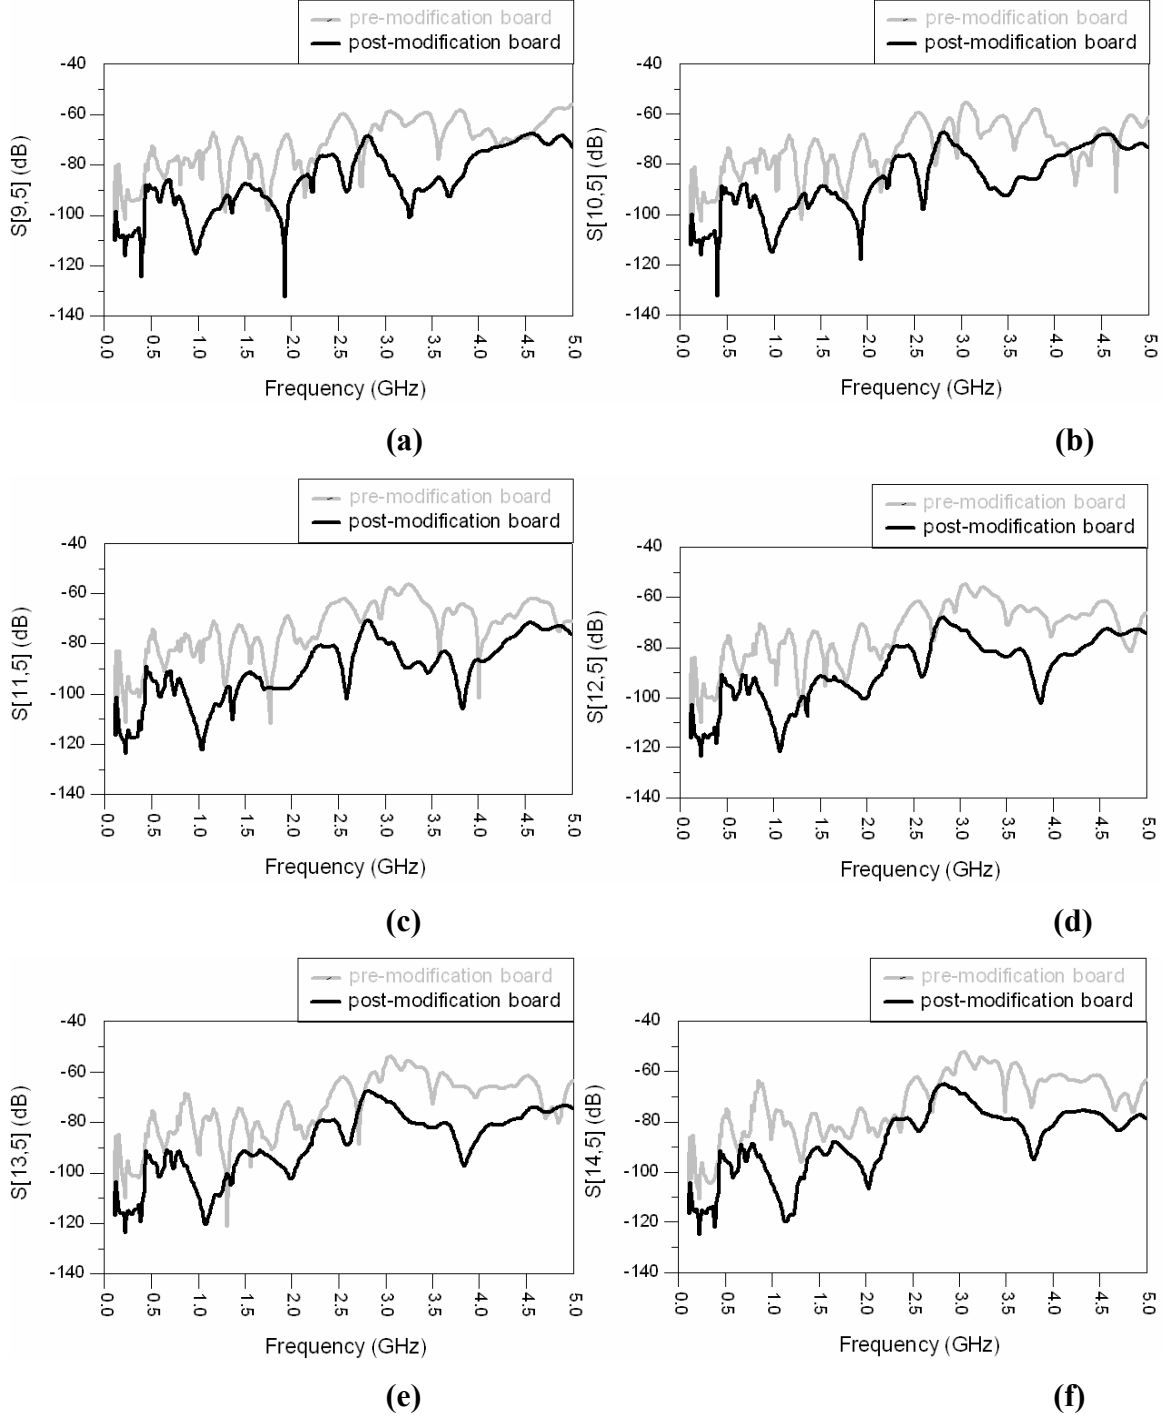 pre-modification board
post-modification board
pre-modification board
post-modification board
-40
-60
-80
-100
-120
-140
S[9,5] (dB)
0.0 0.5 1.0 1.5 2.0 2.5 3.0 3.5 4.0 4.5 5.0
Frequency (GHz)
(a)
-40
-60
-80
-100
-120
-140
S[10,5] (dB)
0.0 0.5 1.0 1.5 2.0 2.5 3.0 3.5 4.0 4.5 5.0
Frequency (GHz)
(b)
pre-modification board
post-modification board
pre-modification board
post-modification board
-40
-60
-80
-100
-120
-140
S[11,5] (dB)
0.0 0.5 1.0 1.5 2.0 2.5 3.0 3.5 4.0 4.5 5.0
Frequency (GHz)
(c)
-40
-60
-80
-100
-120
-140
S[12,5] (dB)
0.0 0.5 1.0 1.5 2.0 2.5 3.0 3.5 4.0 4.5 5.0
Frequency (GHz)
(d)
pre-modification board
post-modification board
pre-modification board
post-modification board
-40
-60
-80
-100
-120
-140
S[13,5] (dB)
0.0 0.5 1.0 1.5 2.0 2.5 3.0 3.5 4.0 4.5 5.0
Frequency (GHz)
(e)
-40
-60
-80
-100
-120
-140
S[14,5] (dB)
0.0 0.5 1.0 1.5 2.0 2.5 3.0 3.5 4.0 4.5 5.0
Frequency (GHz)
(f)